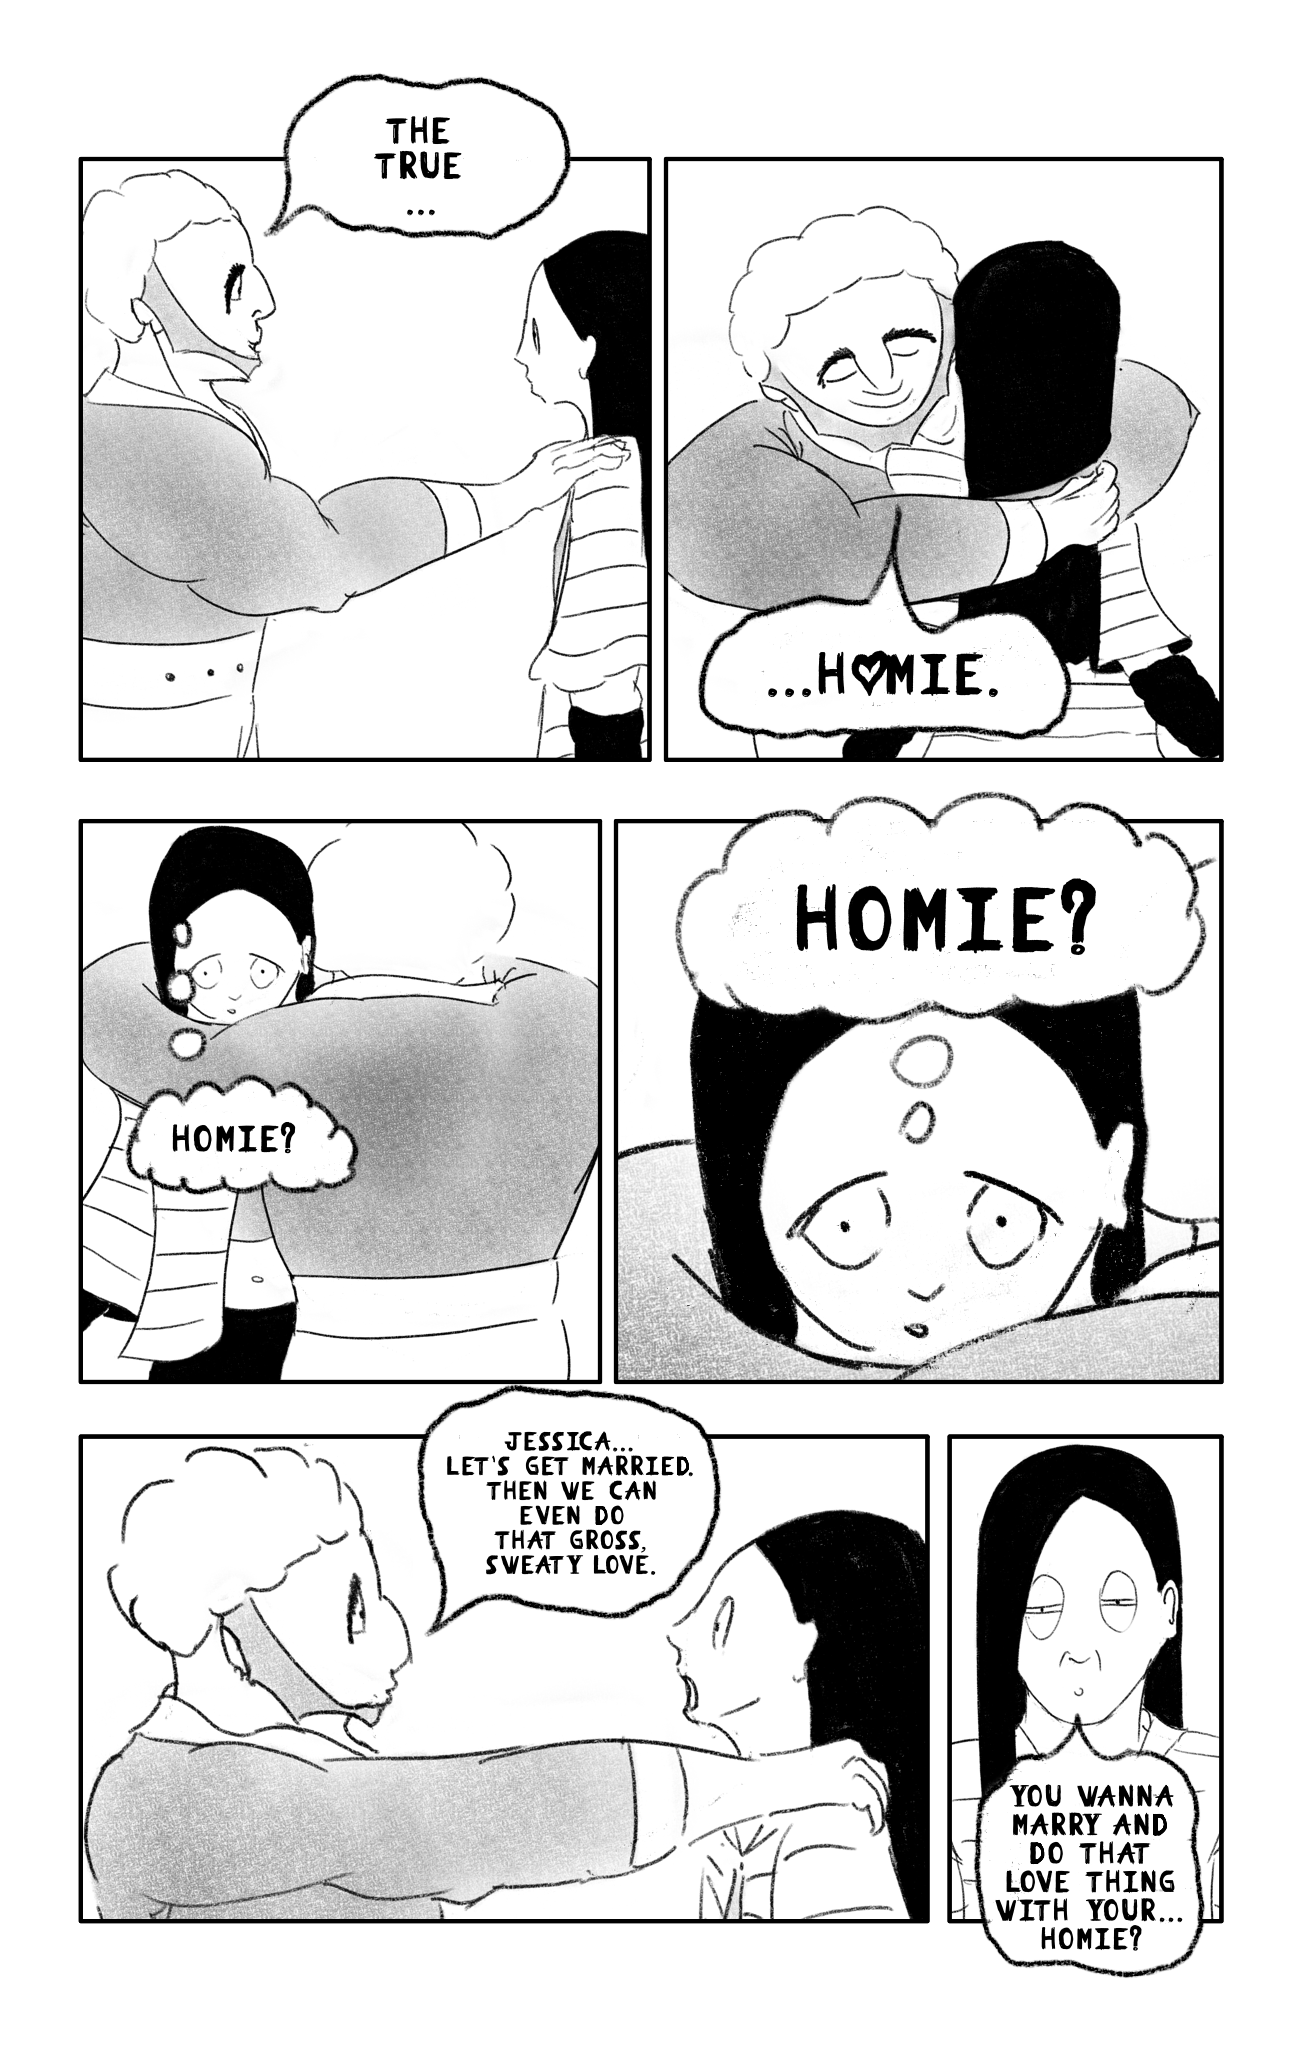 THE
TRUE
...
...H♥MIE.
HOMIE?
HOMIE?
JESSICA...
LET'S GET MARRIED.
THEN WE CAN
EVEN DO
THAT GROSS,
SWEATY LOVE.
YOU WANNA
MARRY AND
DO THAT
LOVE THING
WITH YOUR...
HOMIE?